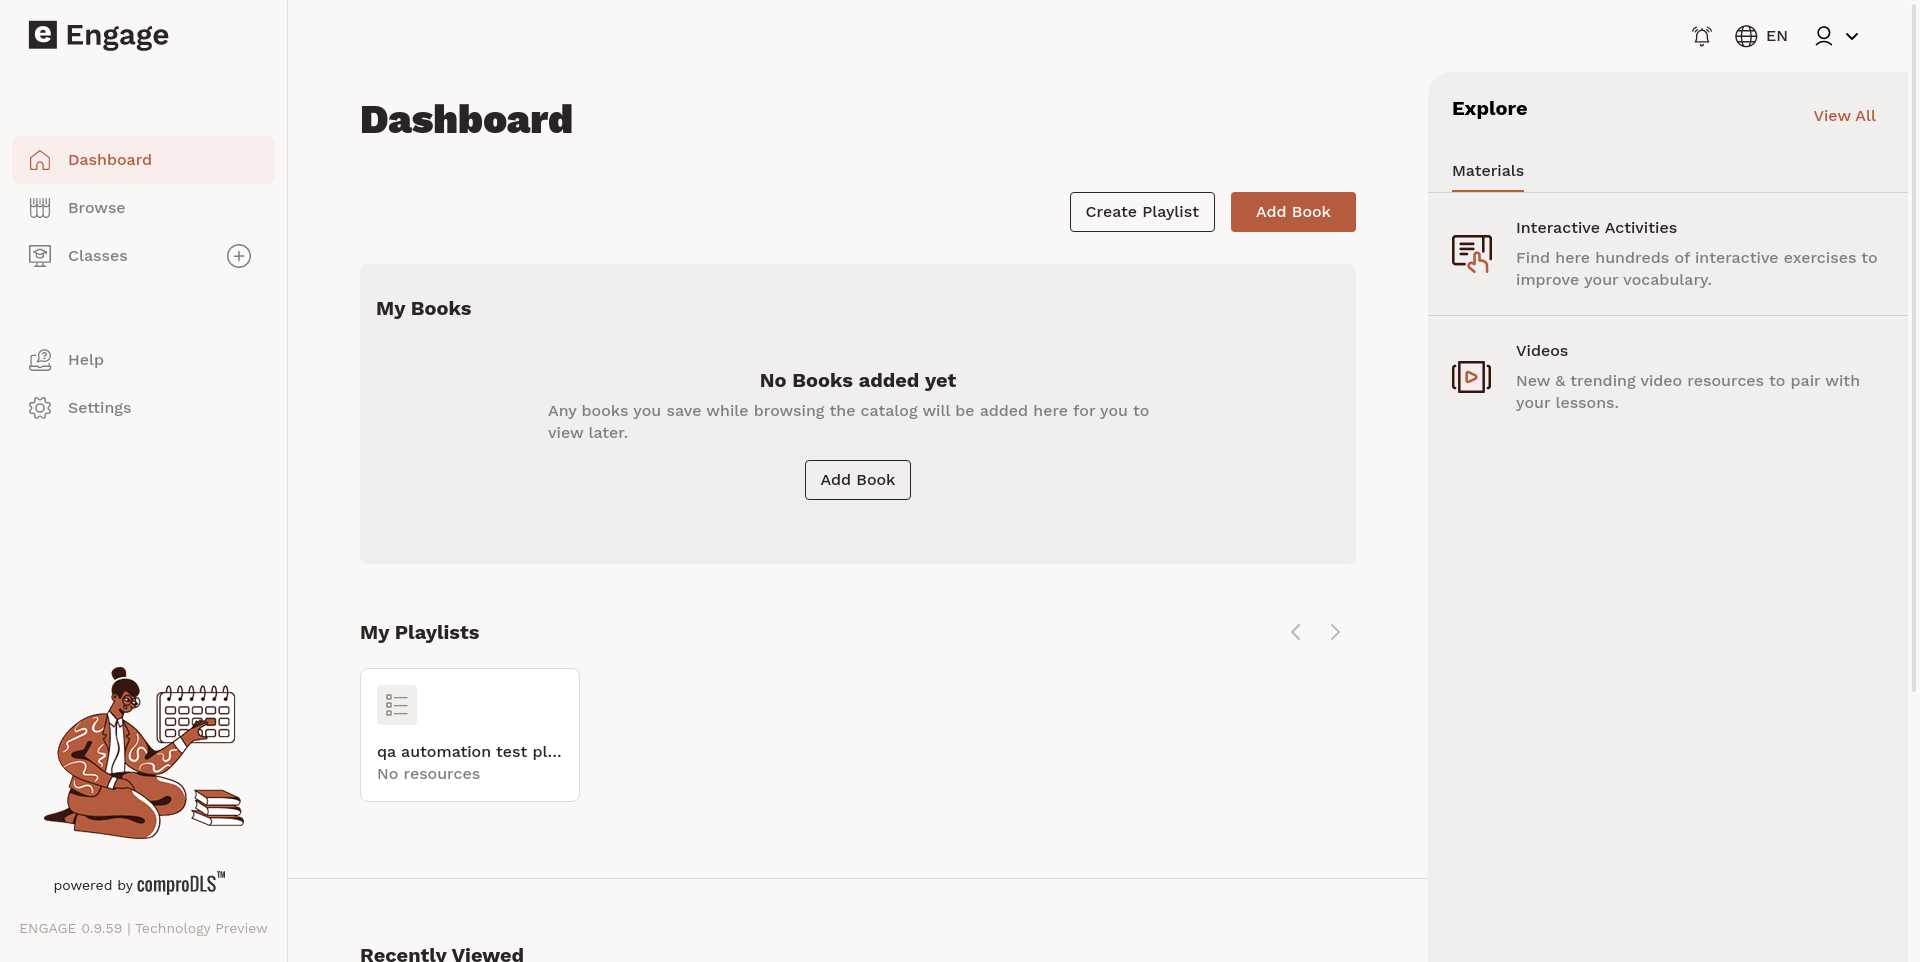 e Engage
EN
Dashboard
Browse
Classes
Help
Settings
powered by comproDLS™
ENGAGE 0.9.59 | Technology Preview
Dashboard
Create Playlist
Add Book
My Books
No Books added yet
Any books you save while browsing the catalog will be added here for you to
view later.
Add Book
My Playlists
qa automation test pl...
No resources
Recently Viewed
Explore
View All
Materials
Interactive Activities
Find here hundreds of interactive exercises to
improve your vocabulary.
Videos
New & trending video resources to pair with
your lessons.